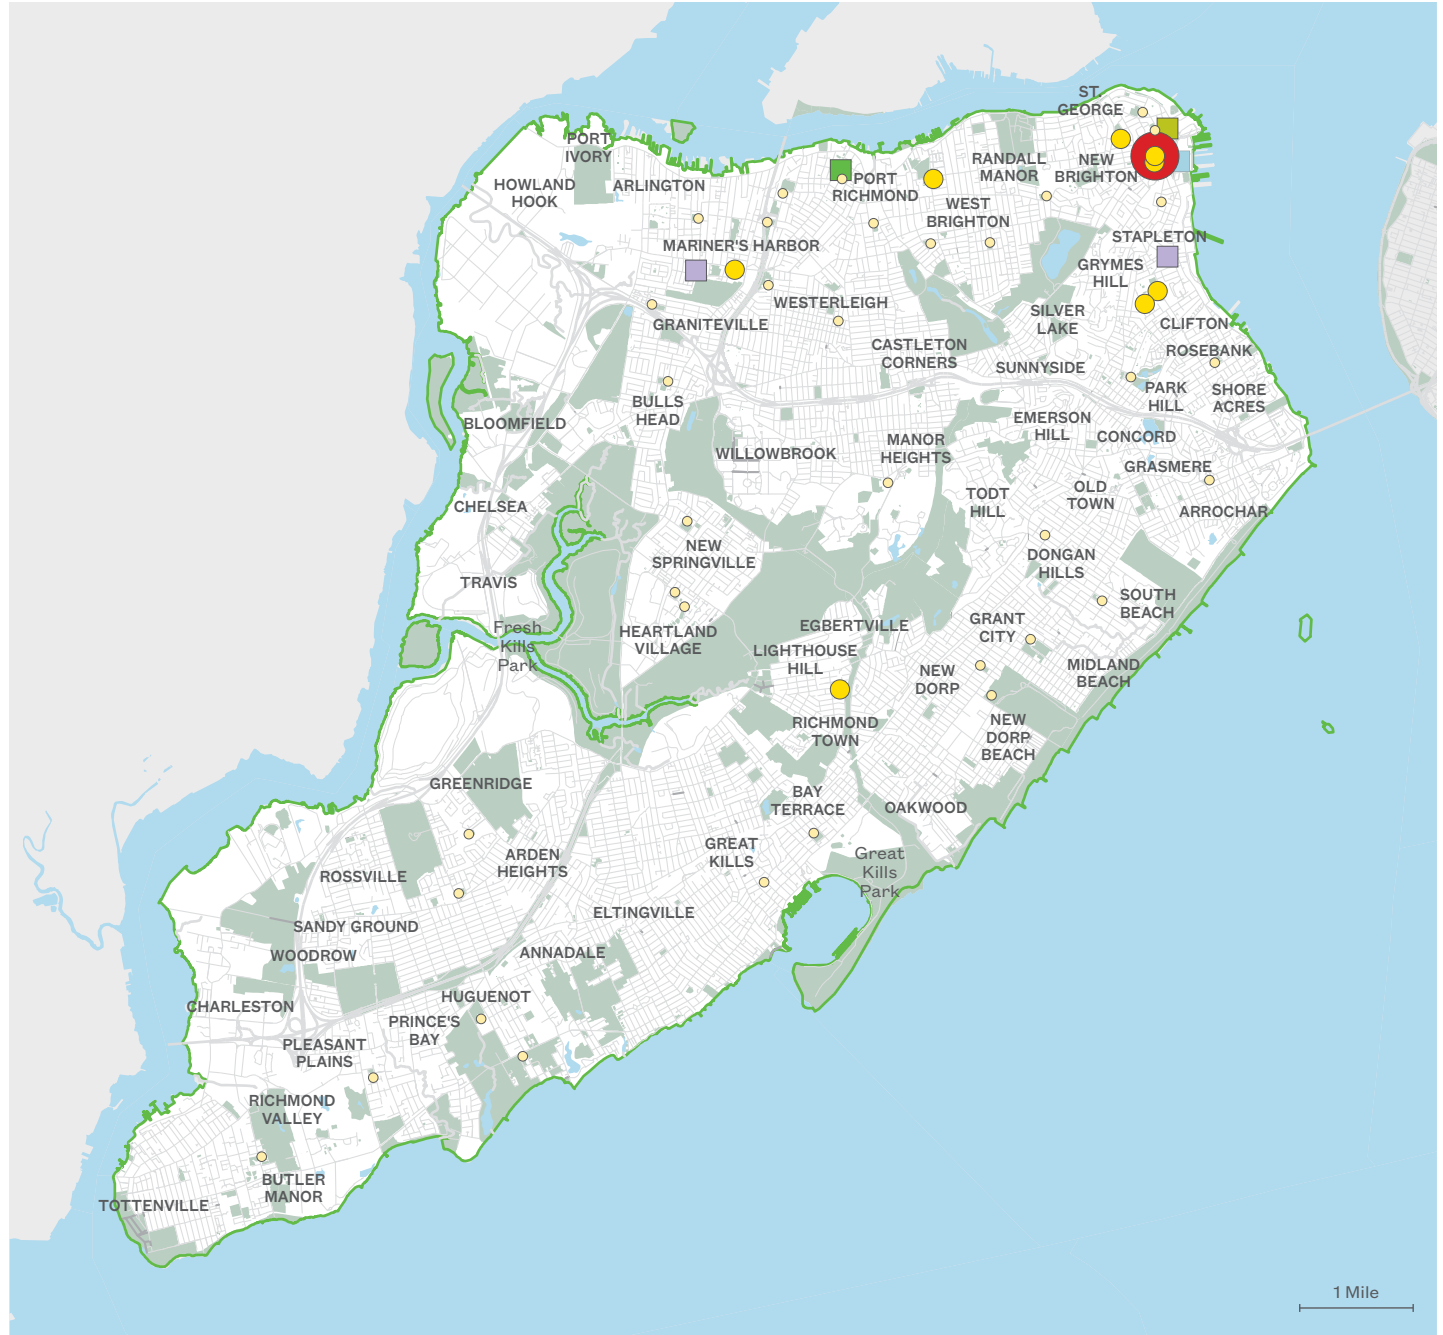 ST.
GEORGE
PORT
IVORY
RANDALL
MANOR
NEW
BRIGHTON
HOWLAND
HOOK
ARLINGTON
PORT
RICHMOND
WEST
BRIGHTON
STAPLETON
MARINER'S HARBOR
GRYMES
HILL
WESTERLEIGH
GRANITEVILLE
SILVER
LAKE
CLIFTON
CASTLETON
CORNERS
ROSEBANK
SUNNYSIDE
PARK
HILL
SHORE
ACRES
BULLS
HEAD
BLOOMFIELD
EMERSON
HILL
CONCORD
MANOR
HEIGHTS
WILLOWBROOK
GRASMERE
CHELSEA
TODT
HILL
OLD
TOWN
ARROCHAR
NEW
SPRINGVILLE
DONGAN
HILLS
TRAVIS
SOUTH
BEACH
Fresh
Kills
Park
HEARTLAND
VILLAGE
EGBERTVILLE
GRANT
CITY
LIGHTHOUSE
HILL
NEW
DORP
MIDLAND
BEACH
RICHMOND
TOWN
NEW
DORP
BEACH
GREENRIDGE
BAY
TERRACE
OAKWOOD
GREAT
KILLS
ARDEN
HEIGHTS
Great
Kills
Park
ROSSVILLE
ELTINGVILLE
SANDY GROUND
WOODROW
ANNADALE
HUGUENOT
CHARLESTON
PRINCE'S
BAY
PLEASANT
PLAINS
RICHMOND
VALLEY
BUTLER
MANOR
TOTTENVILLE
1 Mile